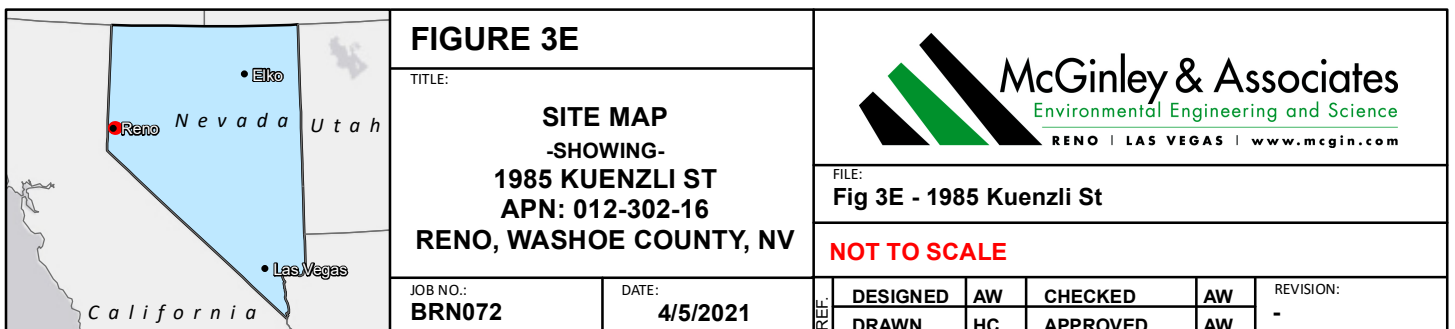 Elko
Reno
Nevada
Utah
Las Vegas
California
FIGURE 3E
TITLE:
SITE MAP
-SHOWING-
1985 KUENZLI ST
APN: 012-302-16
RENO, WASHOE COUNTY, NV
JOB NO.:
BRN072
DATE:
4/5/2021
McGinley & Associates
Environmental Engineering and Science
RENO | LAS VEGAS | www.mcgin.com
FILE:
Fig 3E - 1985 Kuenzli St
NOT TO SCALE
REF.
DESIGNED AW CHECKED AW
DRAWN HC APPROVED AW
REVISION:
-